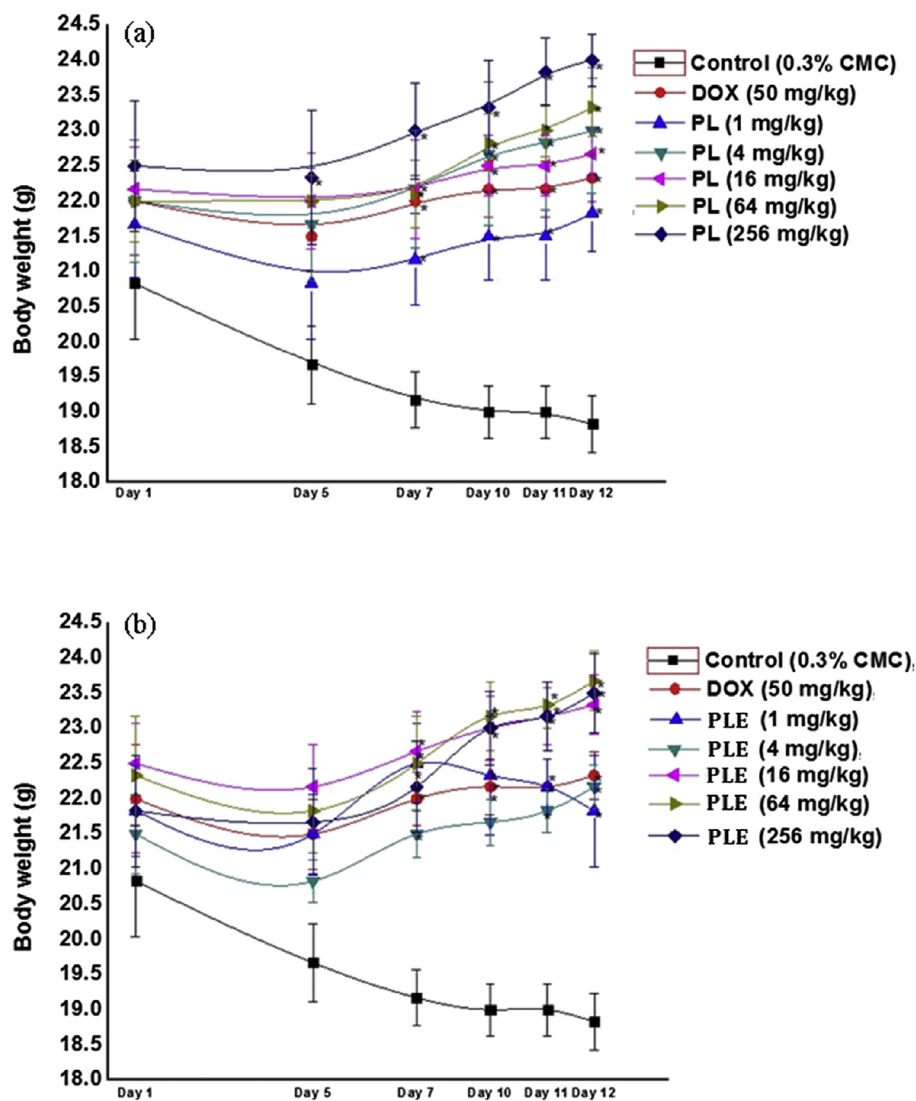 (a)
Body weight (g)
24.5
24.0
23.5
23.0
22.5
22.0
21.5
21.0
20.5
20.0
19.5
19.0
18.5
18.0
Day 1 Day 5 Day 7 Day 10 Day 11 Day 12
Control (0.3% CMC)
DOX (50 mg/kg)
PL (1 mg/kg)
PL (4 mg/kg)
PL (16 mg/kg)
PL (64 mg/kg)
PL (256 mg/kg)
(b)
Body weight (g)
24.5
24.0
23.5
23.0
22.5
22.0
21.5
21.0
20.5
20.0
19.5
19.0
18.5
18.0
Day 1 Day 5 Day 7 Day 10 Day 11 Day 12
Control (0.3% CMC)
DOX (50 mg/kg)
PLE (1 mg/kg)
PLE (4 mg/kg)
PLE (16 mg/kg)
PLE (64 mg/kg)
PLE (256 mg/kg)